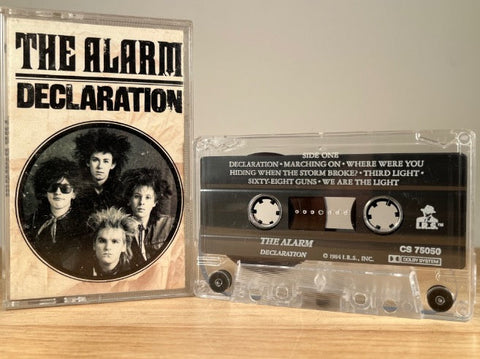 THE ALARM
DECLARATION
SIDE ONE
DECLARATION • MARCHING ON • WHERE WERE YOU
HIDING WHEN THE STORM BROKE? • THIRD LIGHT •
SIXTY-EIGHT GUNS • WE ARE THE LIGHT
THE ALARM
DECLARATION
© 1984 I.R.S., INC.
CS 75050
DOLBY SYSTEM